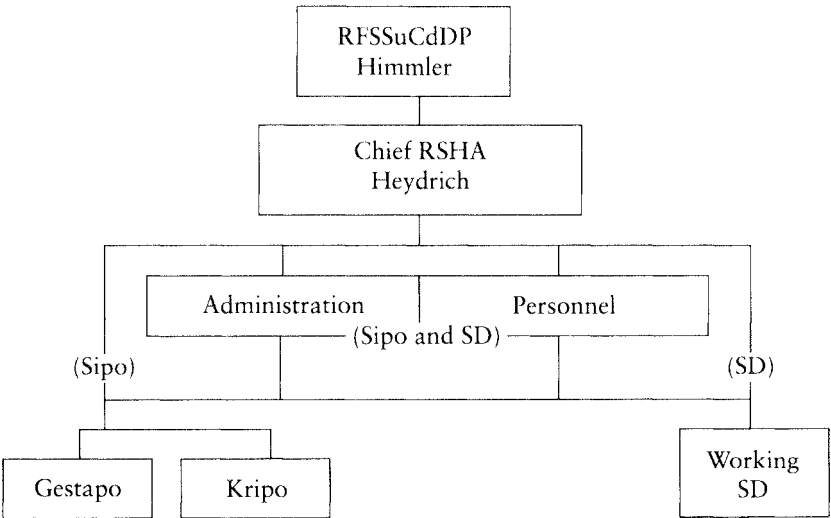 RFSSuCdDP
Himmler
Chief RSHA
Heydrich
Administration
Personnel
(Sipo and SD)
(Sipo)
(SD)
Gestapo
Kripo
Working
SD